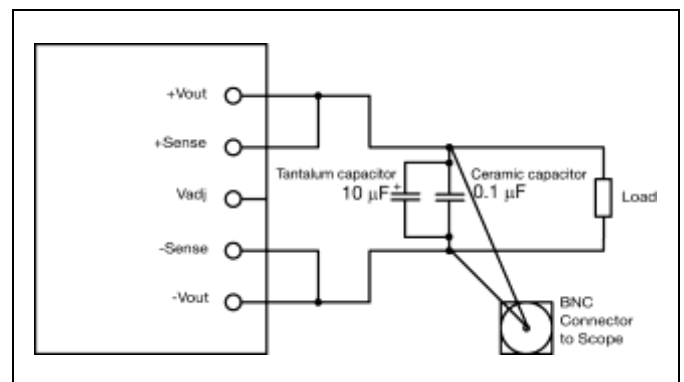 +Vout
+Sense
Vadj
-Sense
-Vout
Tantalum capacitor
10 µF
+
Ceramic capacitor
0.1 µF
Load
BNC
Connector
to Scope